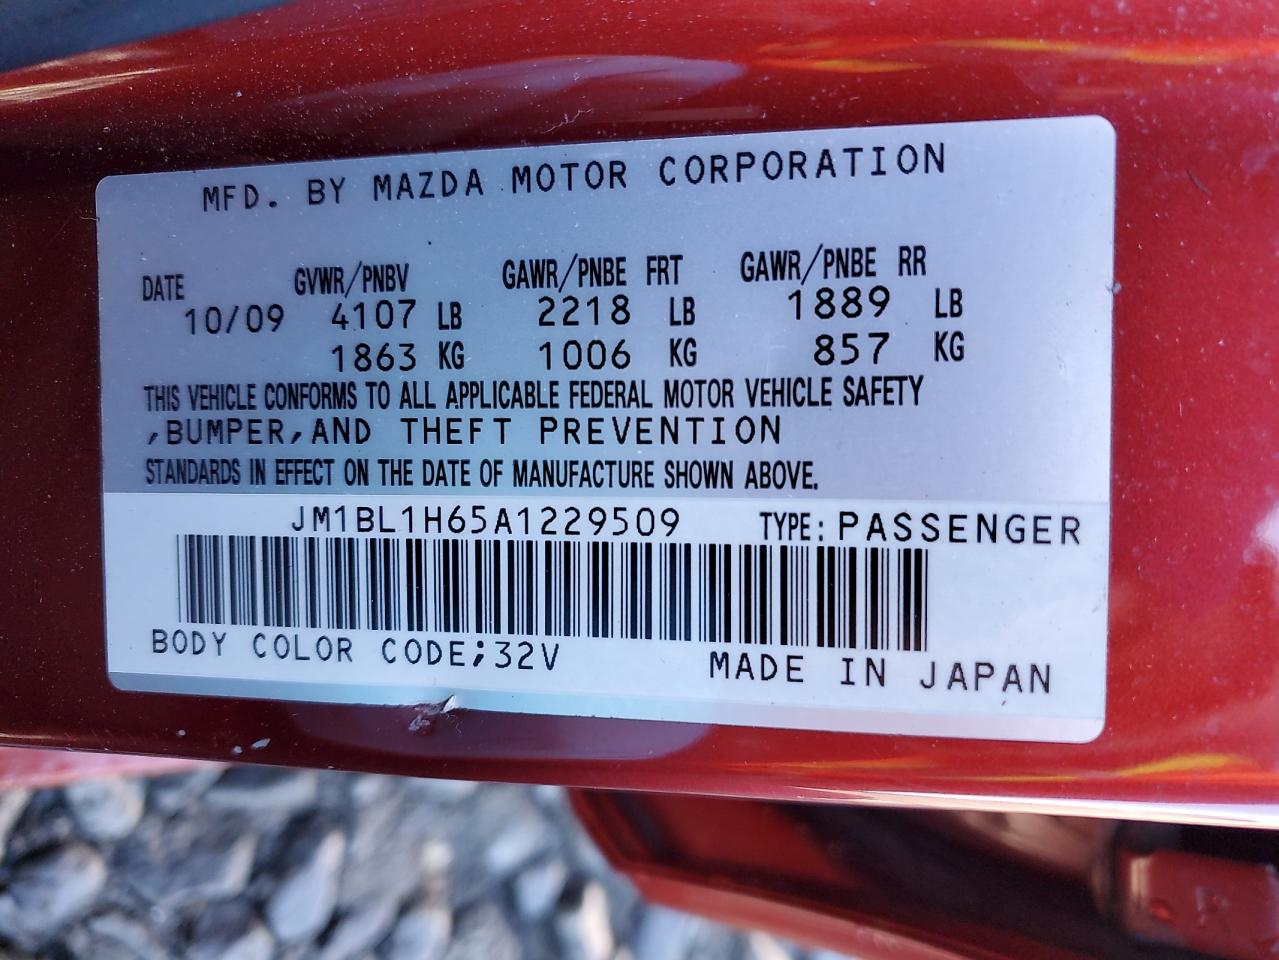 MFD. BY MAZDA MOTOR CORPORATION
DATE GVWR/PNBV GAWR/PNBE FRT GAWR/PNBE RR
10/09 4107 LB 2218 LB 1889 LB
1863 KG 1006 KG 857 KG
THIS VEHICLE CONFORMS TO ALL APPLICABLE FEDERAL MOTOR VEHICLE SAFETY
,BUMPER,AND THEFT PREVENTION
STANDARDS IN EFFECT ON THE DATE OF MANUFACTURE SHOWN ABOVE.
JM1BL1H65A1229509 TYPE: PASSENGER
BODY COLOR CODE;32V MADE IN JAPAN